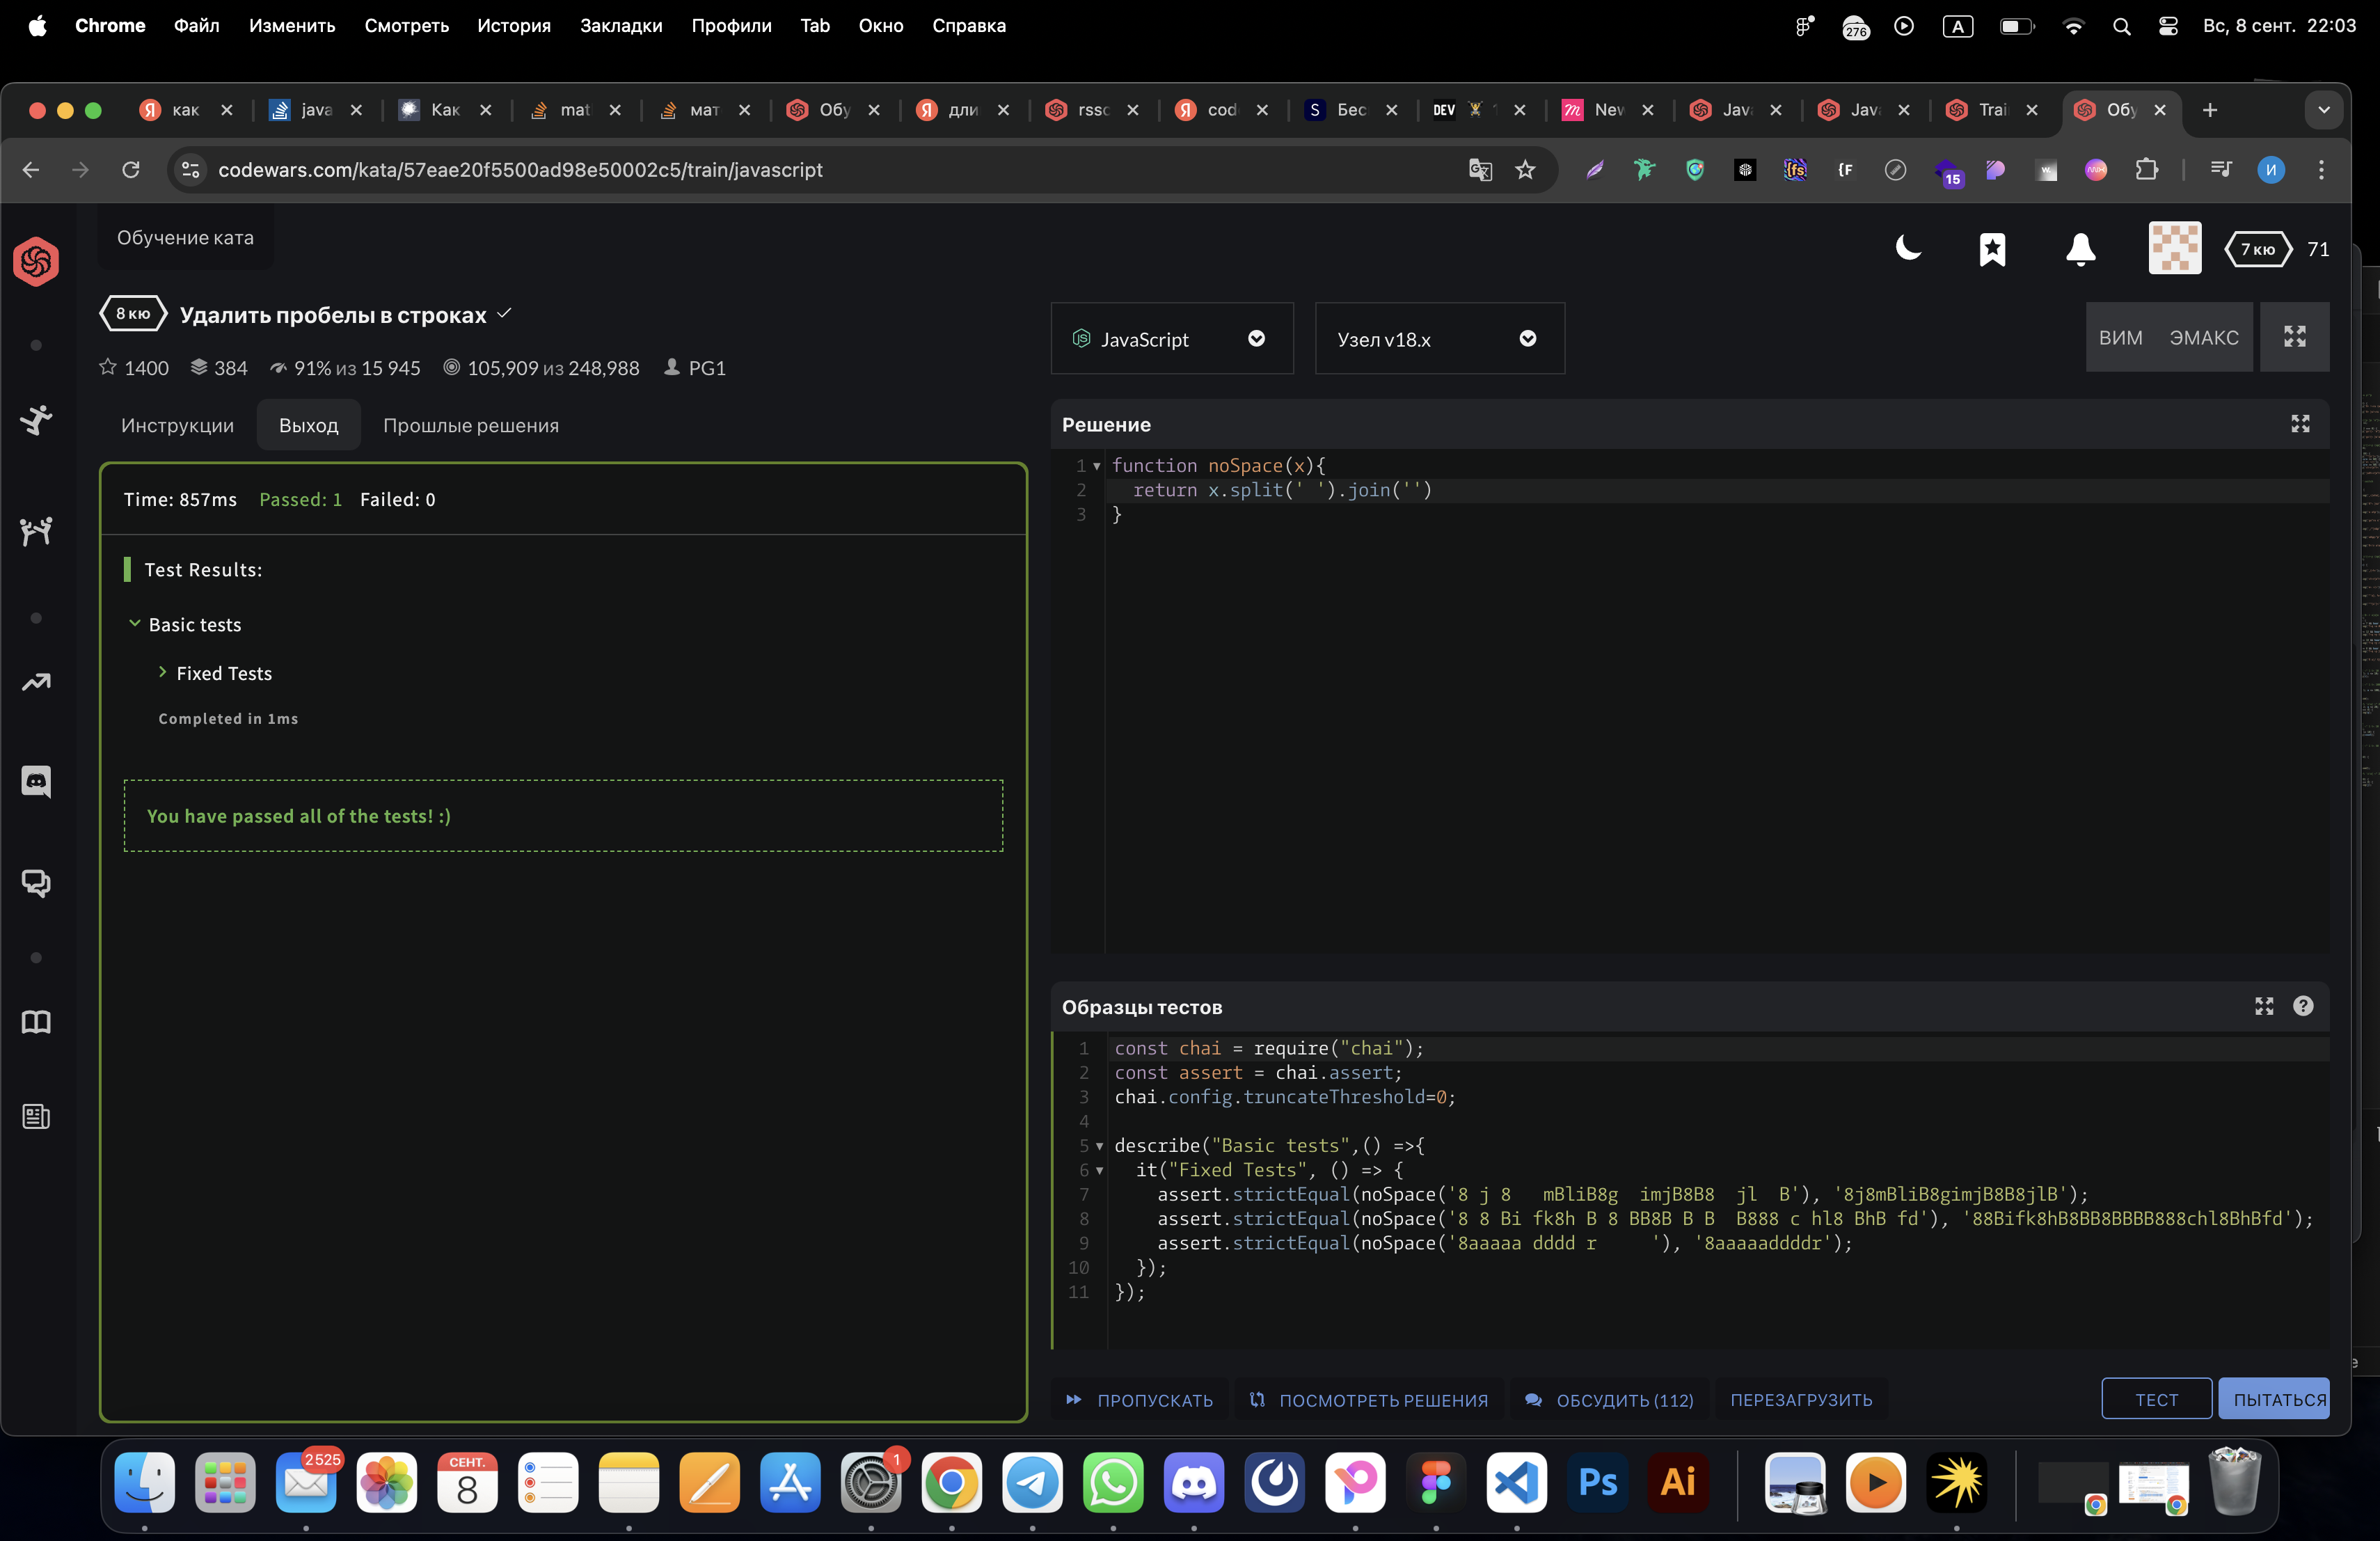 Chrome Файл Изменить Смотреть История Закладки Профили Tab Окно Справка
276
A
Вс, 8 сент. 22:03
как
java
Как
mat
мат
Обу
дли
rssc
cod
Бес
DEV
New
Java
Java
Trai
Обу
codewars.com/kata/57eae20f5500ad98e50002c5/train/javascript
15
И
Обучение ката
7 кю 71
8 кю Удалить пробелы в строках
1400 384 91% из 15 945 105,909 из 248,988 PG1
JavaScript
Узел v18.x
ВИМ ЭМАКС
Инструкции Выход Прошлые решения
Time: 857ms Passed: 1 Failed: 0
Test Results:
Basic tests
Fixed Tests
Completed in 1ms
You have passed all of the tests! :)
Решение
1 function noSpace(x){
2 return x.split(' ').join('')
3 }
Образцы тестов
1 const chai = require("chai");
2 const assert = chai.assert;
3 chai.config.truncateThreshold=0;
4
5 describe("Basic tests",() =>{
6 it("Fixed Tests", () => {
7 assert.strictEqual(noSpace('8 j 8   mBliB8g  imjB8B8  jl  B'), '8j8mBliB8gimjB8B8jlB');
8 assert.strictEqual(noSpace('8 8 Bi fk8h B 8 BB8B B B  B888 c hl8 BhB fd'), '88Bifk8hB8BB8BBBB888chl8BhBfd');
9 assert.strictEqual(noSpace('8aaaaa dddd r     '), '8aaaaaddddr');
10 });
11 });
ПРОПУСКАТЬ ПОСМОТРЕТЬ РЕШЕНИЯ ОБСУДИТЬ (112) ПЕРЕЗАГРУЗИТЬ ТЕСТ ПЫТАТЬСЯ
2525
СЕНТ.
8
1
Ps
Ai